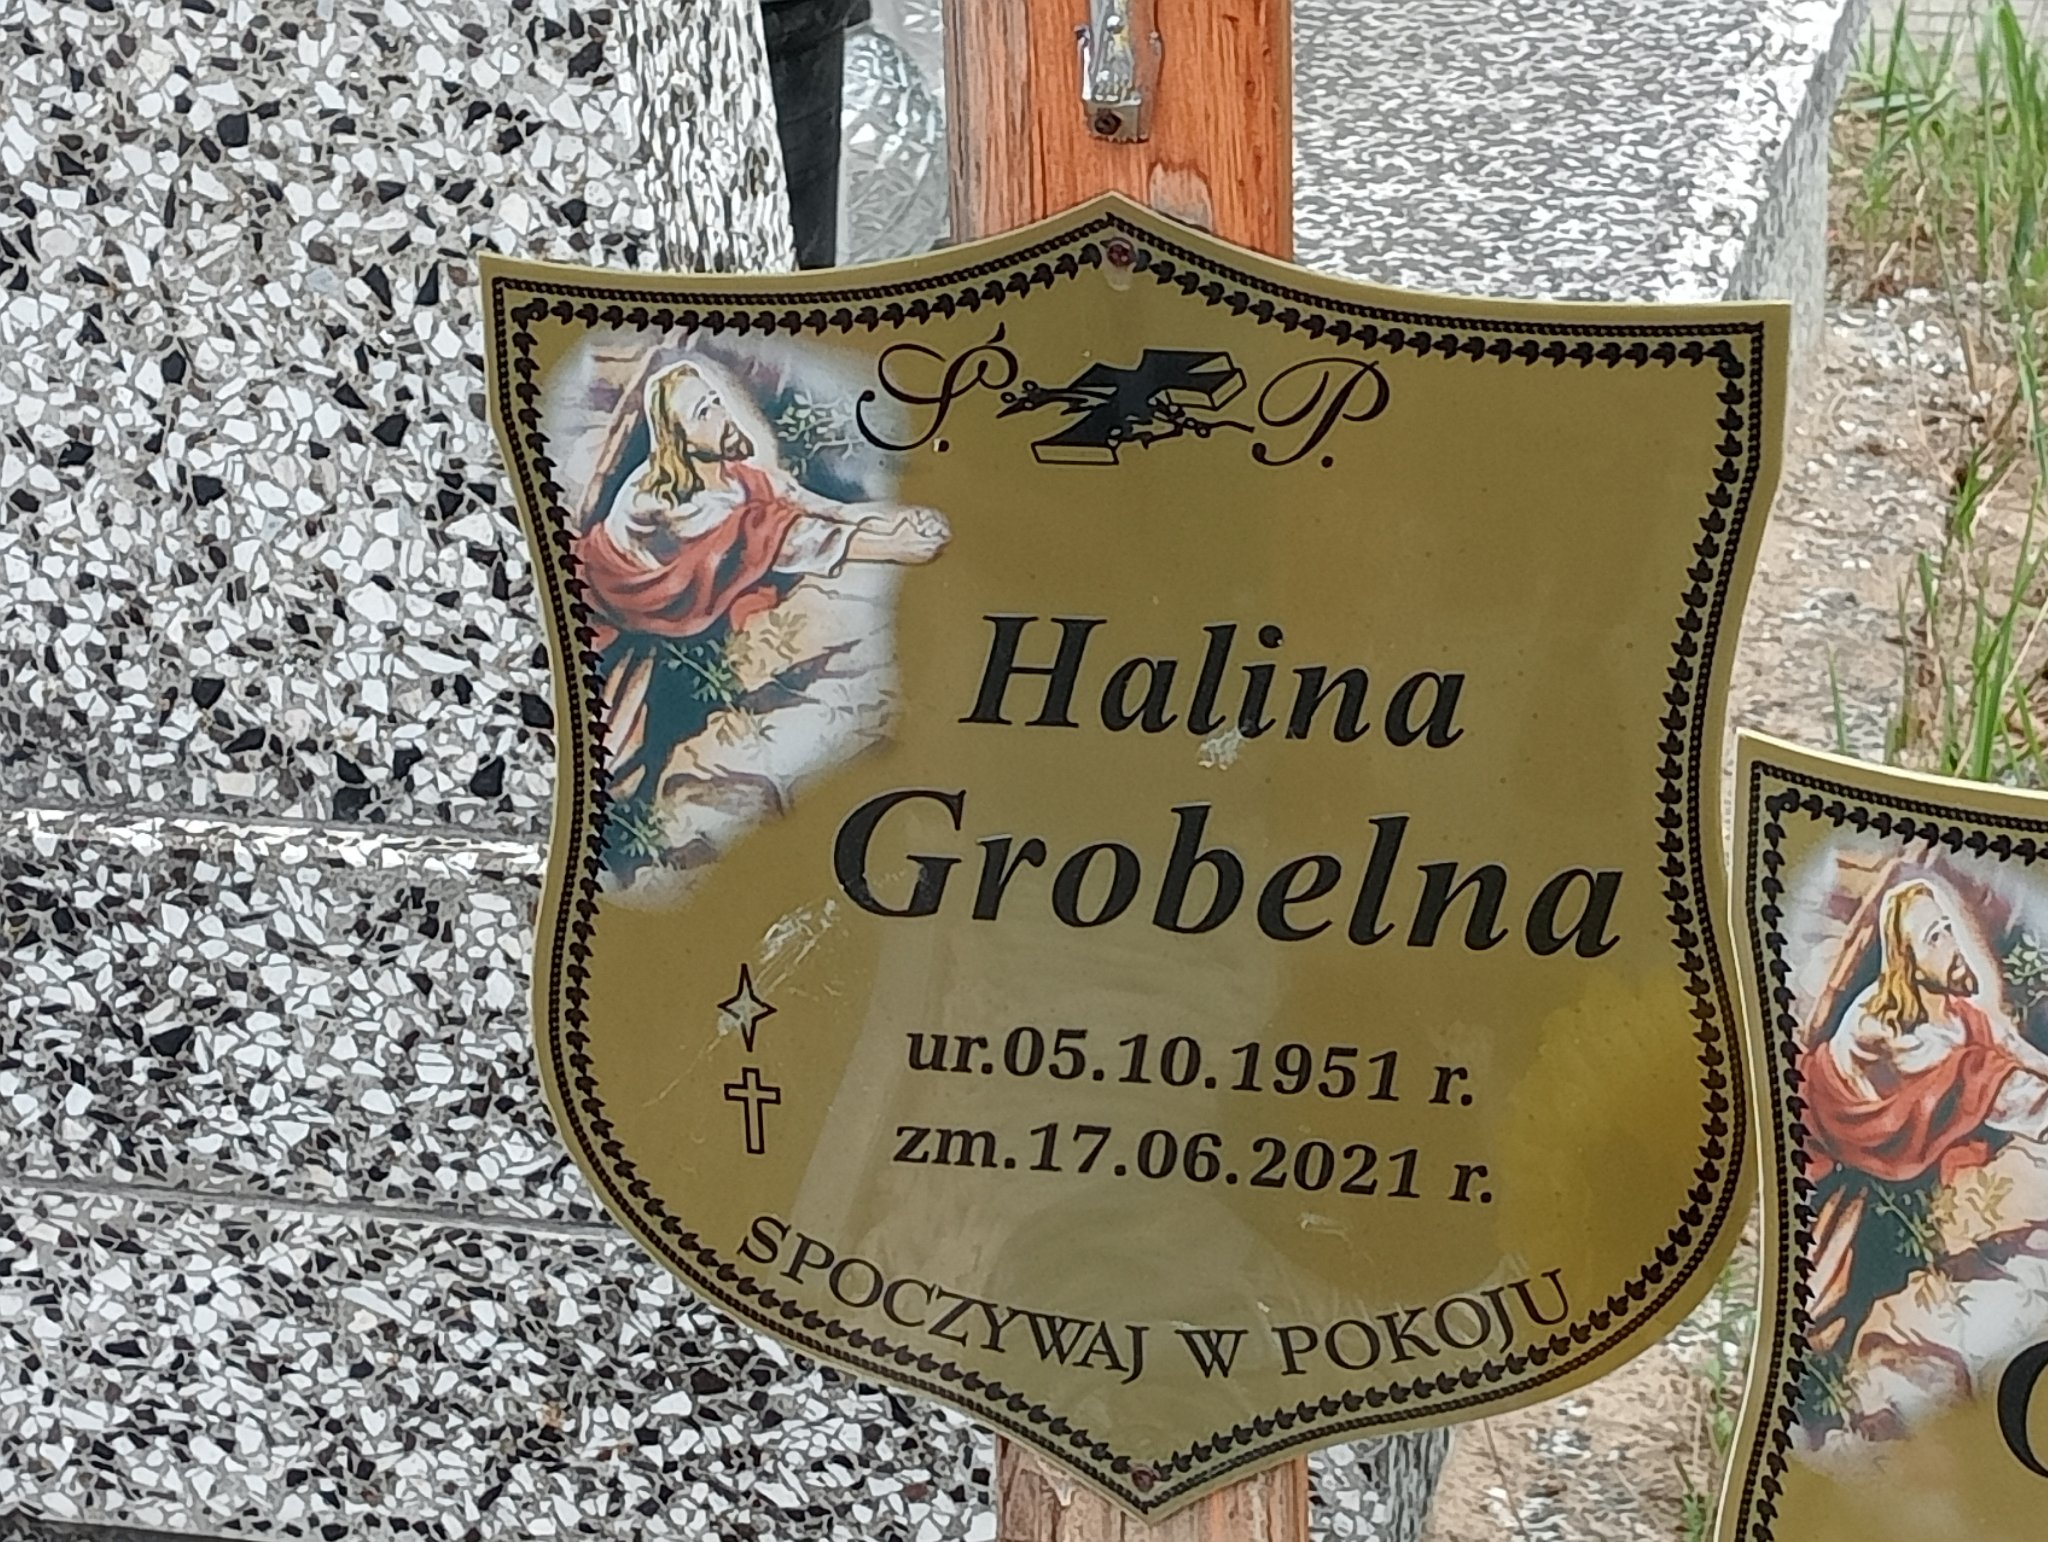 Ś. P.
Halina
Grobelna
ur.05.10.1951 r.
zm.17.06.2021 r.
SPOCZYWAJ W POKOJU